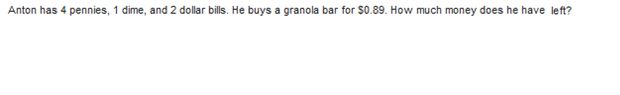 Anton has 4 pennies, 1 dime, and 2 dollar bills. He buys a granola bar for $0.89. How much money does he have left?